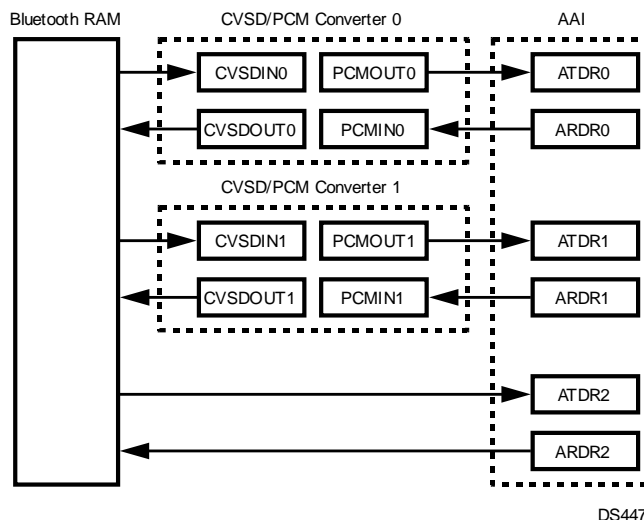 Bluetooth RAM
CVSD/PCM Converter 0
AAI
CVSDIN0
PCMOUT0
ATDR0
CVSDOUT0
PCMIN0
ARDR0
CVSD/PCM Converter 1
CVSDIN1
PCMOUT1
ATDR1
CVSDOUT1
PCMIN1
ARDR1
ATDR2
ARDR2
DS447